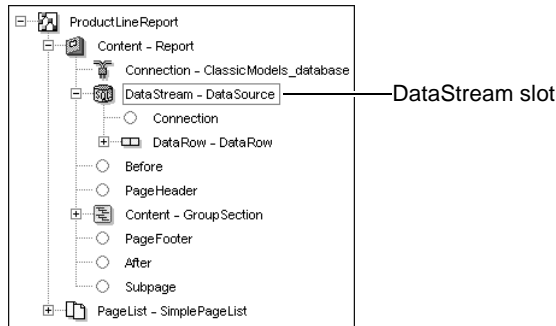 ProductLineReport
Content - Report
Connection - ClassicModels_database
SQL DataStream - DataSource
DataStream slot
Connection
DataRow - DataRow
Before
PageHeader
Content - GroupSection
PageFooter
After
Subpage
PageList - SimplePageList